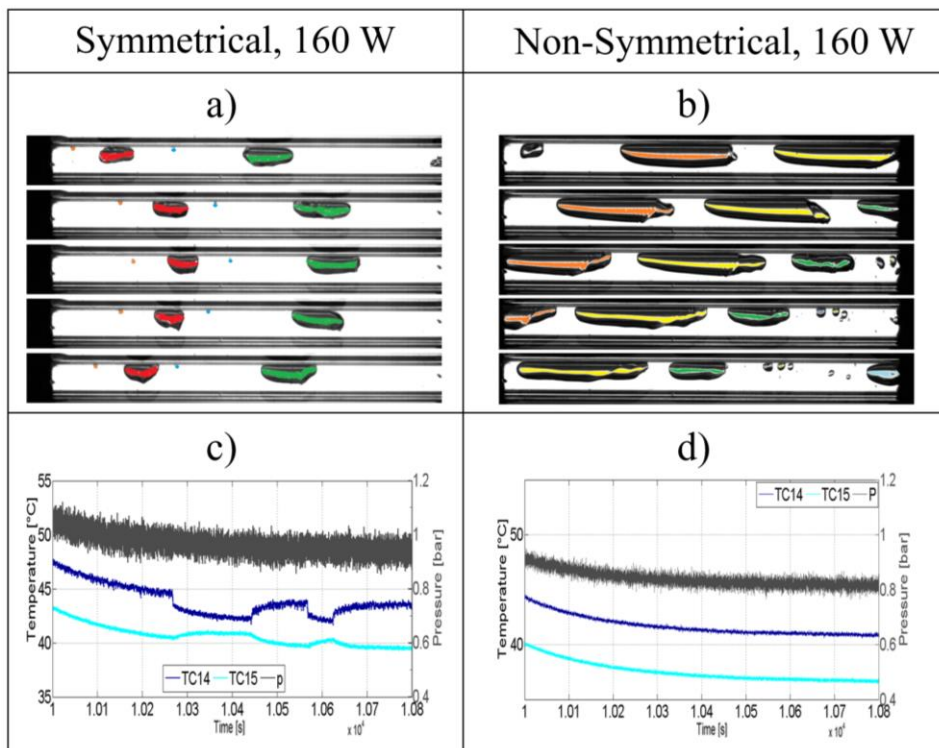 Symmetrical, 160 W
Non-Symmetrical, 160 W
a)
b)
c)
55
50
45
40
35
Temperature [°C]
1.2
1
0.8
0.6
0.4
Pressure [bar]
TC14 TC15 p
1 1.01 1.02 1.03 1.04 1.05 1.06 1.07 1.08
Time [s]
x 10⁴
d)
50
45
40
Temperature [°C]
1.2
1
0.8
0.6
0.4
Pressure [bar]
TC14 TC15 P
1 1.01 1.02 1.03 1.04 1.05 1.06 1.07 1.08
Time [s]
x 10⁴